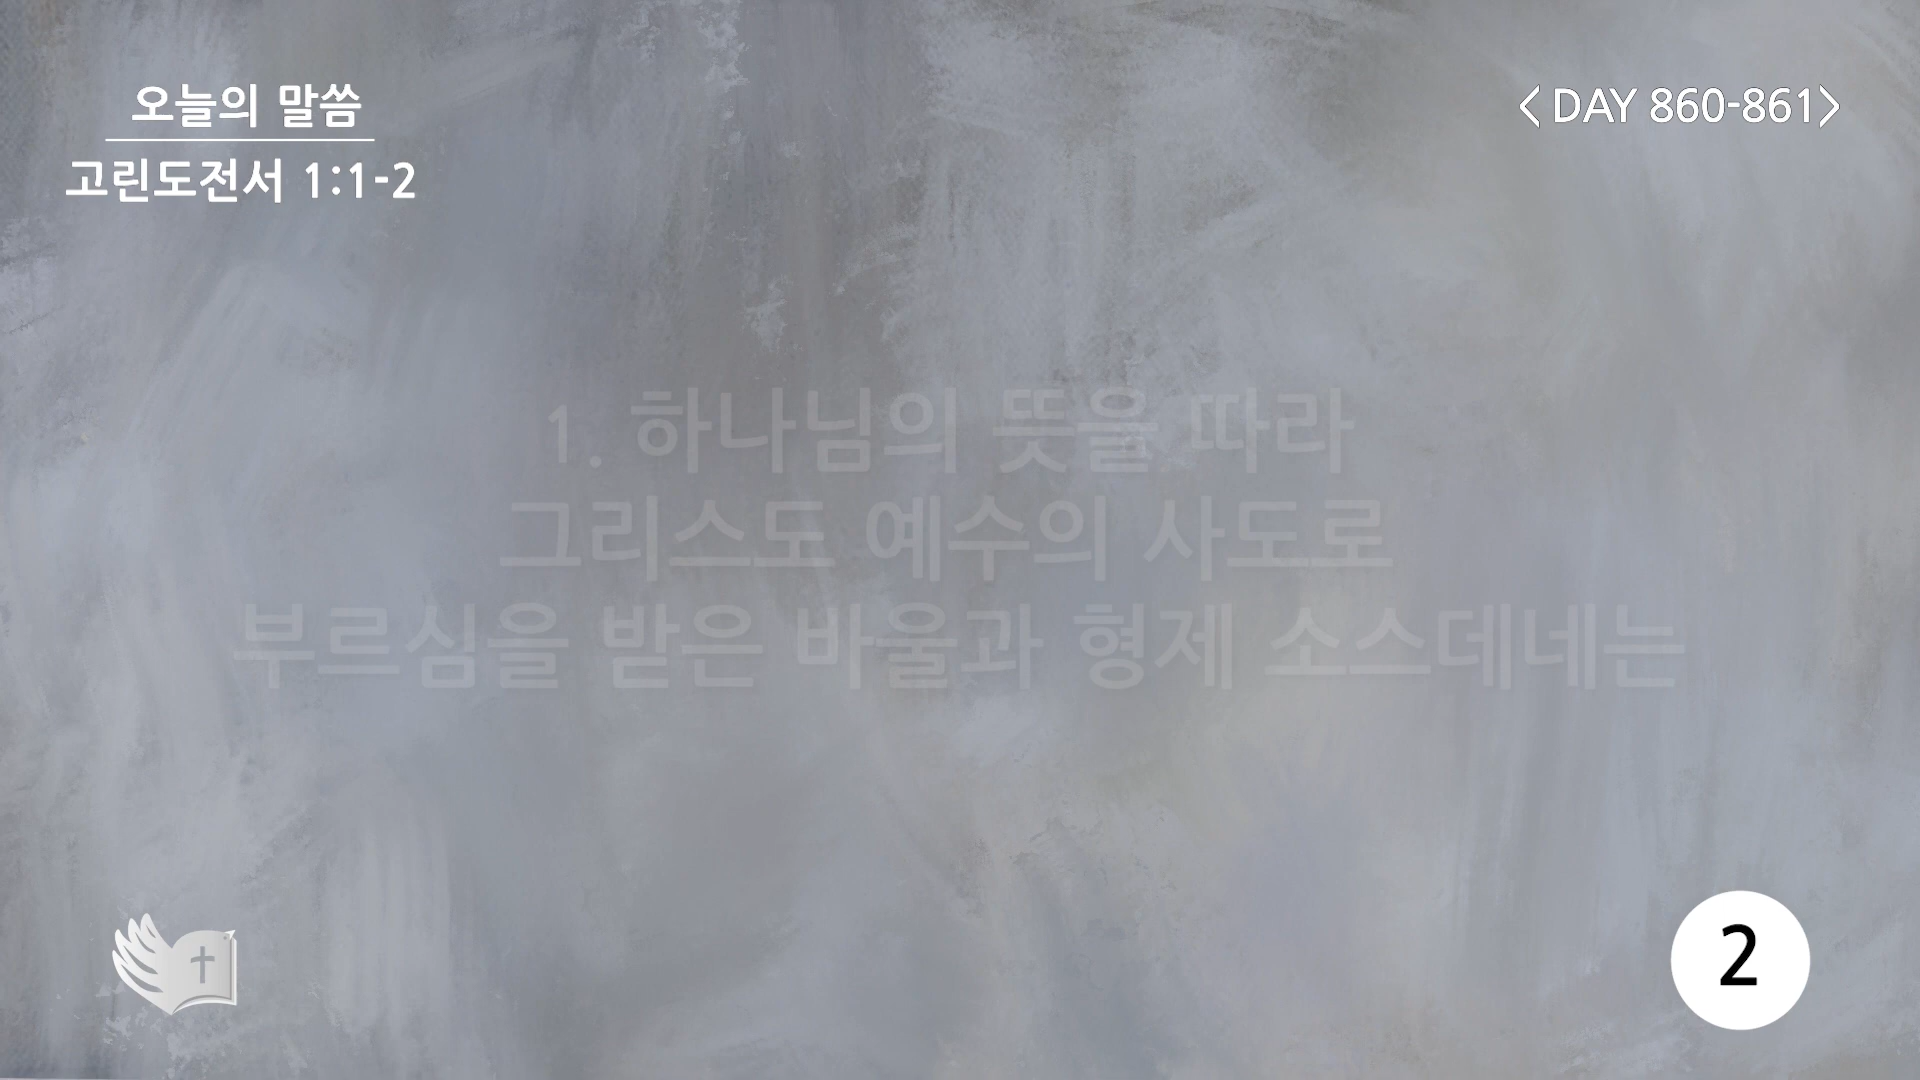 오늘의 말씀
고린도전서 1:1-2
<DAY 860-861>
1. 하나님의 뜻을 따라
그리스도 예수의 사도로
부르심을 받은 바울과 형제 소스데네는
2